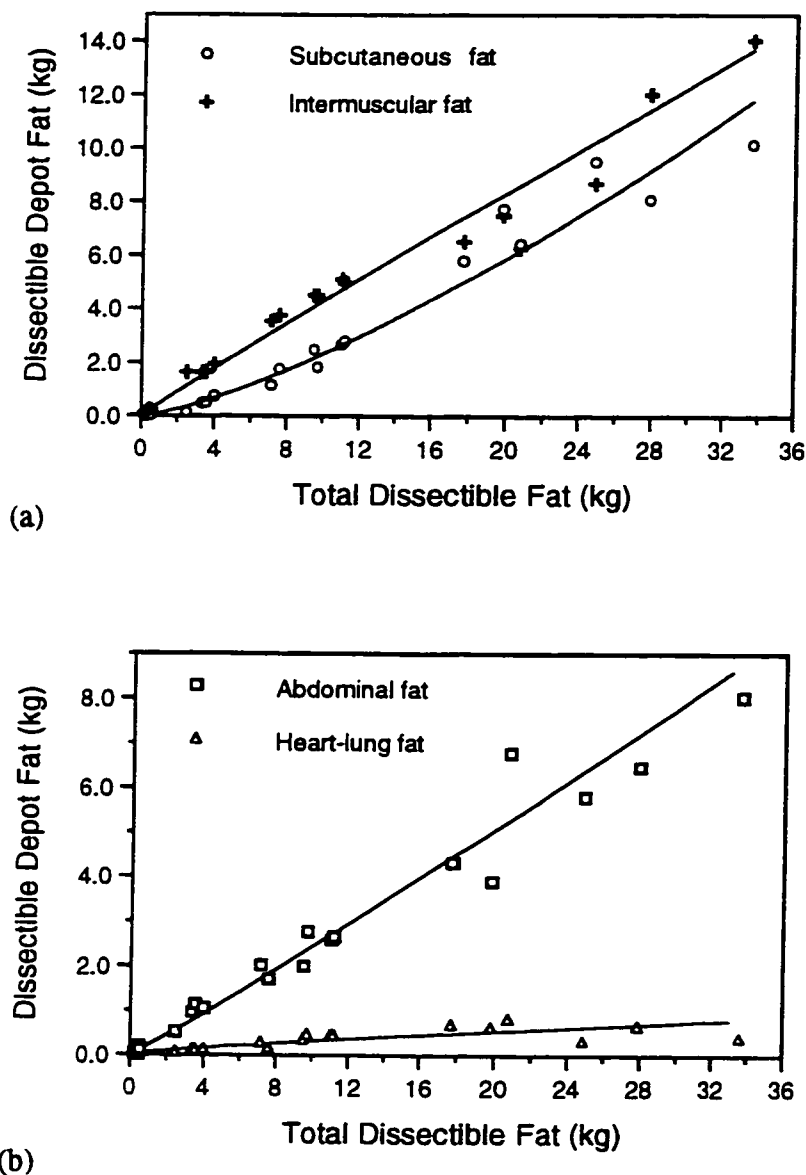 14.0
12.0
10.0
8.0
6.0
4.0
2.0
0.0
Dissectible Depot Fat (kg)
Subcutaneous fat
Intermuscular fat
0 4 8 12 16 20 24 28 32 36
Total Dissectible Fat (kg)
(a)
8.0
6.0
4.0
2.0
0.0
Dissectible Depot Fat (kg)
Abdominal fat
Heart-lung fat
0 4 8 12 16 20 24 28 32 36
Total Dissectible Fat (kg)
(b)